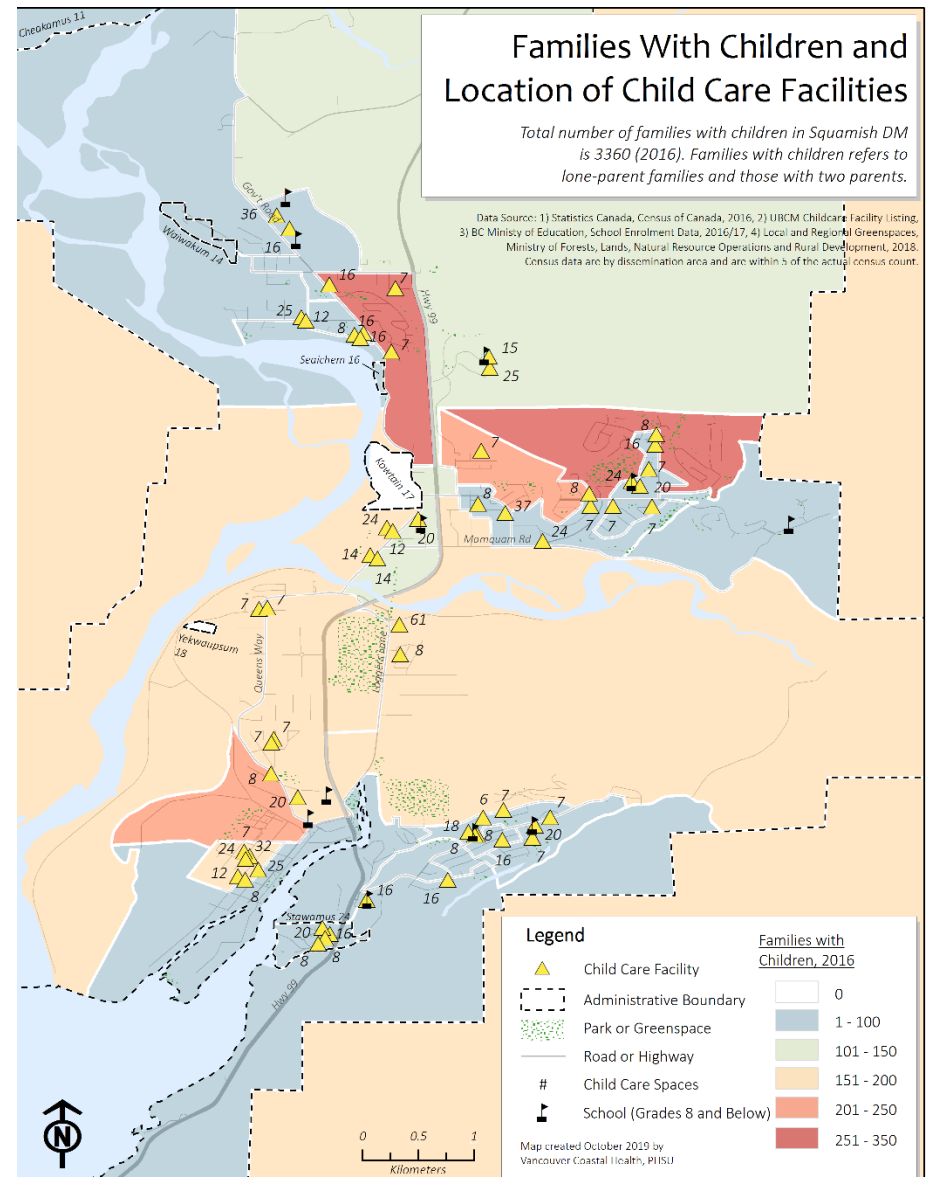 Cheakamus 11
Families With Children and
Location of Child Care Facilities
Total number of families with children in Squamish DM
is 3360 (2016). Families with children refers to
lone-parent families and those with two parents.
Data Source: 1) Statistics Canada, Census of Canada, 2016, 2) UBCM Childcare Facility Listing,
3) BC Ministy of Education, School Enrolment Data, 2016/17, 4) Local and Regional Greenspaces,
Ministry of Forests, Lands, Natural Resource Operations and Rural Development, 2018.
Census data are by dissemination area and are within 5 of the actual census count.
Gov't Road
36
16
Waiwakum 14
16
7
Hwy 99
25
12
8
16
16
7
Seaichem 16
15
25
Kowtain 17
7
8
16
7
24
20
8
7
7
7
8
37
24
Mamquam Rd
24
12
20
14
14
7
7
Yekwaupsum
18
Queens Way
61
8
Loggers Lane
7
7
8
20
7
24
32
25
12
8
6
7
7
18
8
8
16
20
7
16
16
Stawamus 24
20
16
8
8
Hwy 99
N
0
0.5
1
Kilometers
Legend
Child Care Facility
Administrative Boundary
Park or Greenspace
Road or Highway
#
Child Care Spaces
School (Grades 8 and Below)
Map created October 2019 by
Vancouver Coastal Health, PHSU
Families with
Children, 2016
0
1 - 100
101 - 150
151 - 200
201 - 250
251 - 350